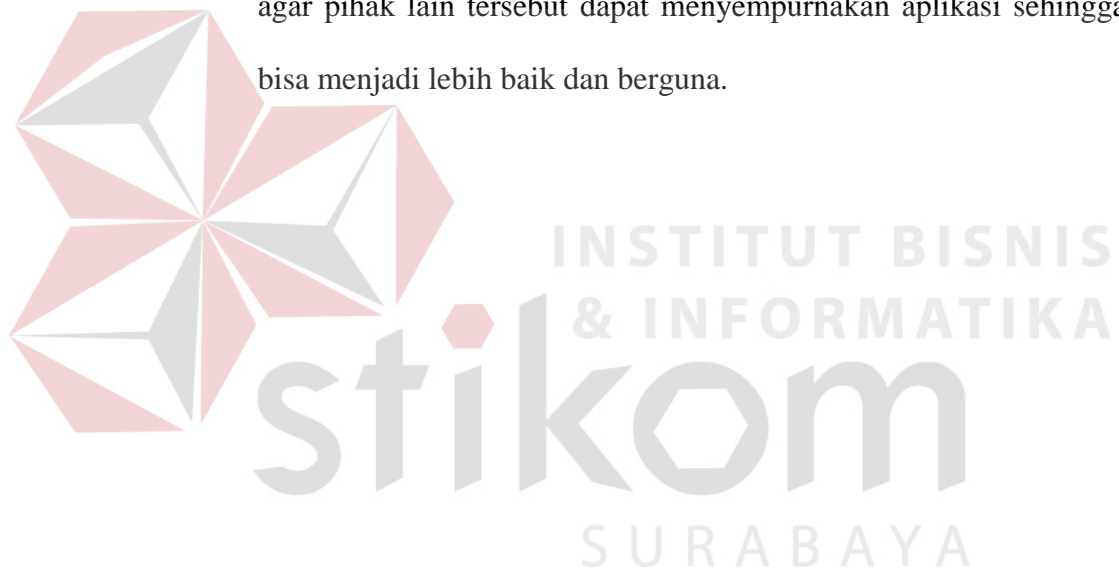 agar pihak lain tersebut dapat menyempurnakan aplikasi sehingga
bisa menjadi lebih baik dan berguna.
INSTITUT BISNIS
& INFORMATIKA
stikom
SURABAYA